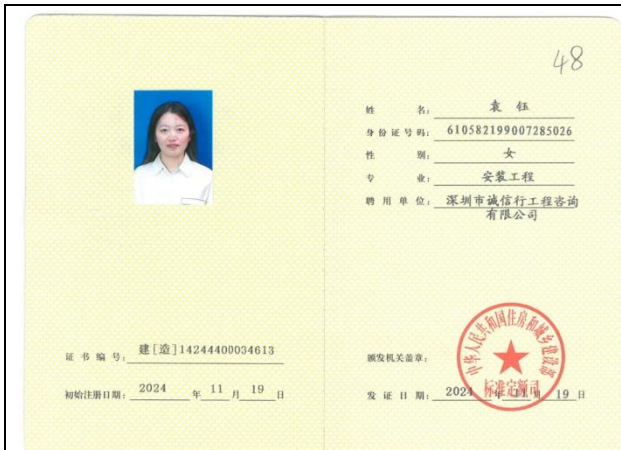 48
姓 名: 袁 钰
身份证号码: 610582199007285026
性 别: 女
专 业: 安装工程
聘用单位: 深圳市诚信行工程咨询
有限公司
证书编号: 建[造]14244400034613
初始注册日期: 2024 年 11 月 19 日
中华人民共和国住房和城乡建设部
标准定额司
颁发机关盖章:
发证日期: 2024 年 11 月 19 日